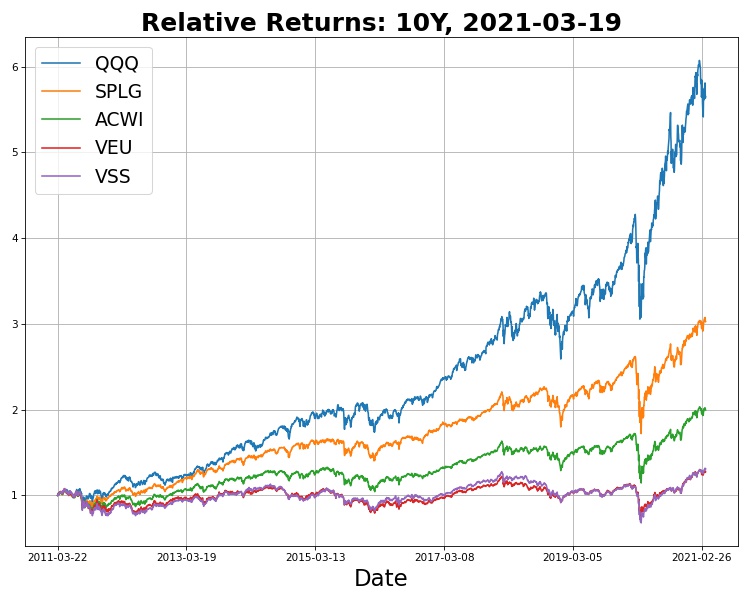 Relative Returns: 10Y, 2021-03-19
QQQ
SPLG
ACWI
VEU
VSS
6
5
4
3
2
1
2011-03-22 2013-03-19 2015-03-13 2017-03-08 2019-03-05 2021-02-26
Date